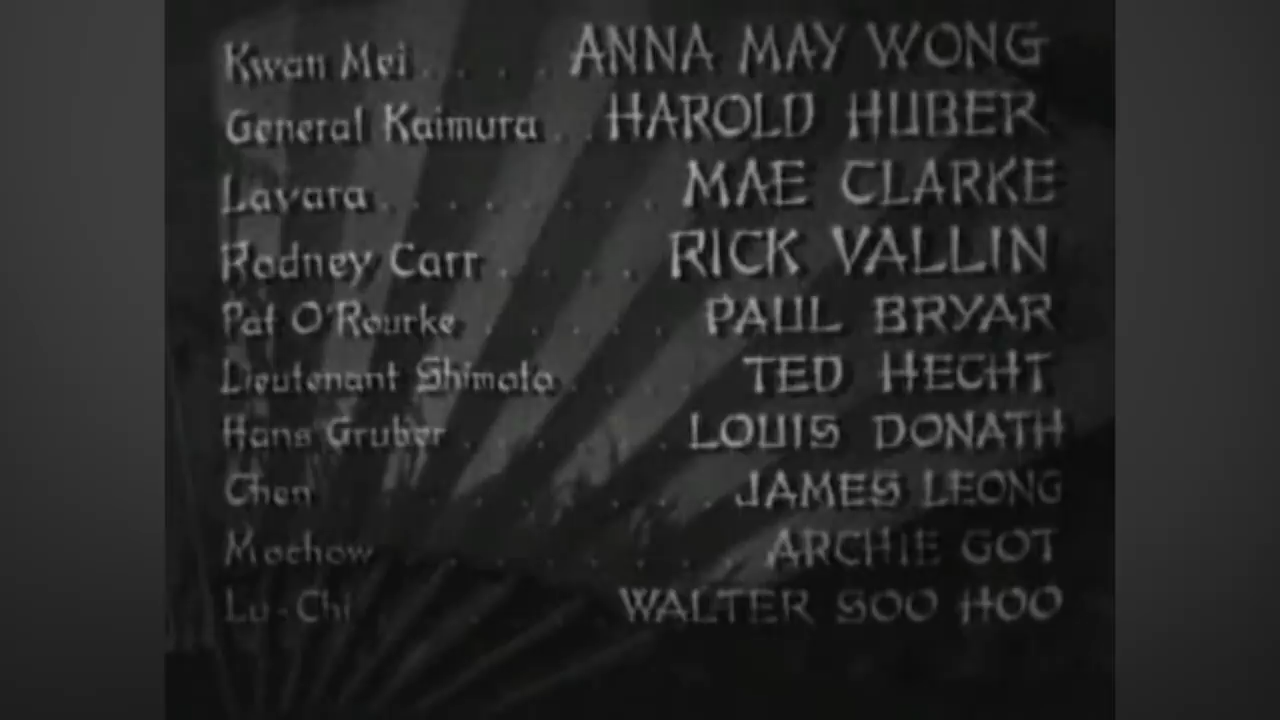 Kwan Mei . . . . ANNA MAY WONG
General Kaimura . . HAROLD HUBER
Lavara . . . . . . . . . MAE CLARKE
Rodney Carr . . . . . RICK VALLIN
Pat O'Rourke . . . . . PAUL BRYAR
Lieutenant Shimoto . . . . TED HECHT
Hans Gruber . . . . . . LOUIS DONATH
Chen . . . . . . . . . JAMES LEONG
Mochow . . . . . . . . ARCHIE GOT
Lu-Chi . . . . . . WALTER SOO HOO